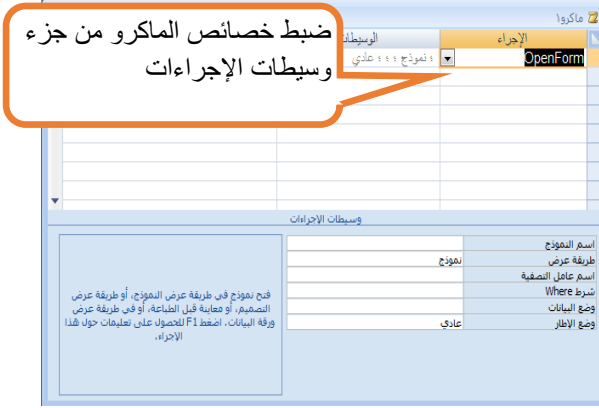 ماكرو١
ضبط خصائص الماكرو من جزء
وسيطات الإجراءات
الإجراء
OpenForm
؛ نموذج ؛ ؛ ؛ عادي
وسيطات الإجراءات
اسم النموذج
طريقة عرض نموذج
اسم عامل التصفية
شرط Where
وضع البيانات
وضع الإطار عادي
فتح نموذج في طريقة عرض النموذج، أو طريقة عرض
التصميم، أو معاينة قبل الطباعة، أو في طريقة عرض
ورقة البيانات. اضغط F1 للحصول على تعليمات حول هذا
الإجراء.